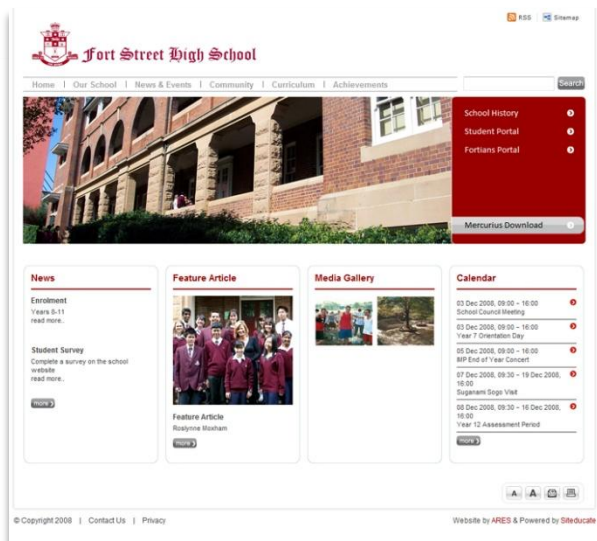 RSS | Sitemap
Fort Street High School
Home | Our School | News & Events | Community | Curriculum | Achievements
Search
School History
Student Portal
Fortians Portal
Mercurius Download
News
Enrolment
Years 8-11
read more..
Student Survey
Complete a survey on the school
website
read more..
more
Feature Article
Feature Article
Roslynne Moxham
more
Media Gallery
Calendar
03 Dec 2008, 09:00 - 16:00
School Council Meeting
03 Dec 2008, 09:00 - 16:00
Year 7 Orientation Day
05 Dec 2008, 09:00 - 16:00
IMP End of Year Concert
07 Dec 2008, 09:30 - 19 Dec 2008,
16:00
Suganami Sogo Visit
08 Dec 2008, 09:30 - 16 Dec 2008,
16:00
Year 12 Assessment Period
more
A A
© Copyright 2008 | Contact Us | Privacy
Website by ARES & Powered by Siteducate